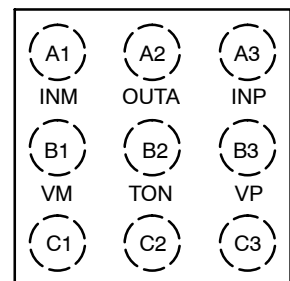 A1 A2 A3
INM OUTA INP
B1 B2 B3
VM TON VP
C1 C2 C3